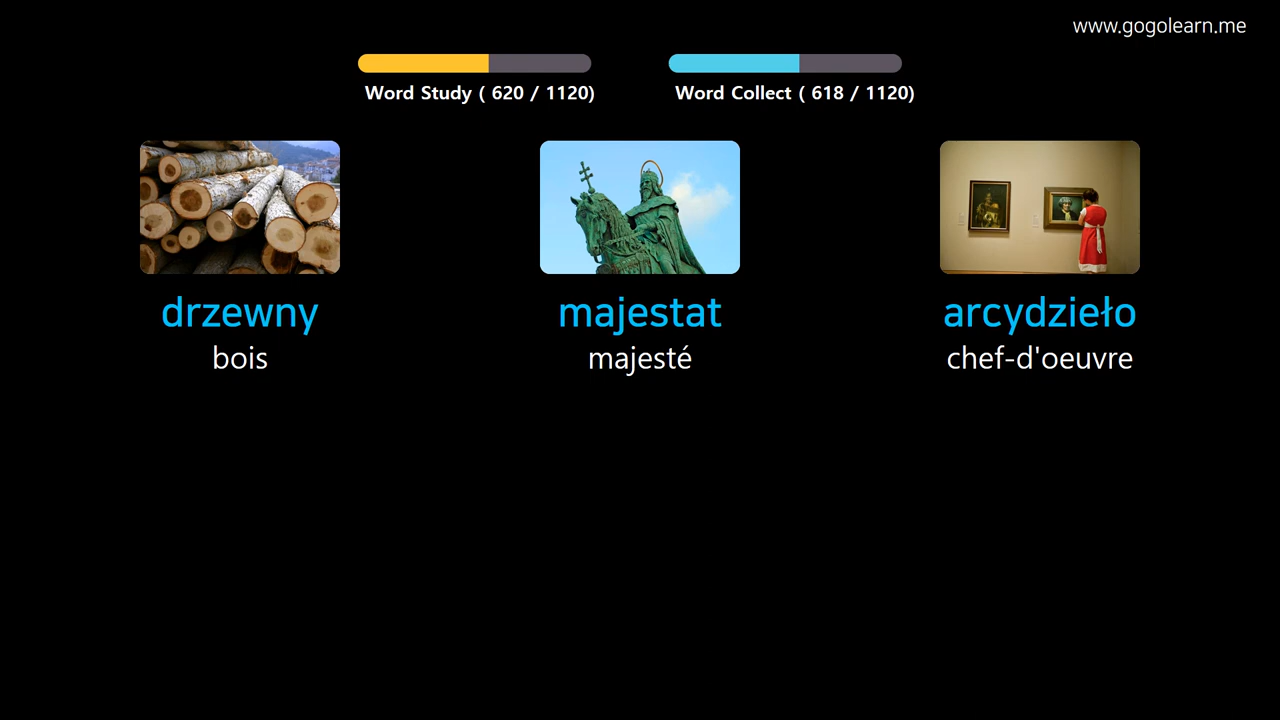 www.gogolearn.me
Word Study ( 620 / 1120)
Word Collect ( 618 / 1120)
drzewny
bois
majestat
majesté
arcydzieło
chef-d'oeuvre